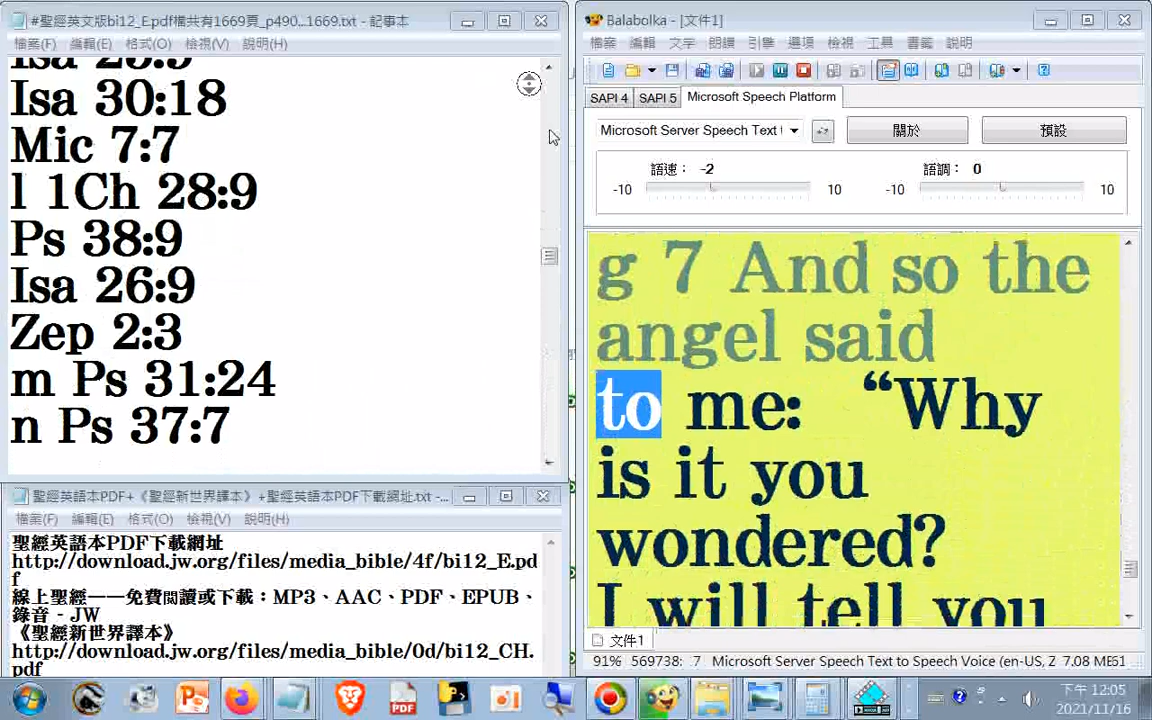 #聖經英文版bi12_E.pdf檔共有1669頁_p490...1669.txt - 記事本
檔案(F) 編輯(E) 格式(O) 檢視(V) 說明(H)
Isa 30:18
Mic 7:7
l 1Ch 28:9
Ps 38:9
Isa 26:9
Zep 2:3
m Ps 31:24
n Ps 37:7
聖經英語本PDF+《聖經新世界譯本》+聖經英語本PDF下載網址.txt -...
檔案(F) 編輯(E) 格式(O) 檢視(V) 說明(H)
聖經英語本PDF下載網址
http://download.jw.org/files/media_bible/4f/bi12_E.pd
f
線上聖經——免費閱讀或下載：MP3、AAC、PDF、EPUB、
錄音 - JW
《聖經新世界譯本》
http://download.jw.org/files/media_bible/0d/bi12_CH.
pdf
Balabolka - [文件1]
檔案 編輯 文字 朗讀 引擎 選項 檢視 工具 書籤 說明
SAPI 4 SAPI 5 Microsoft Speech Platform
Microsoft Server Speech Text t 關於 預設
語速： -2 語調： 0
-10 10 -10 10
g 7 And so the
angel said
to me: “Why
is it you
wondered?
I will tell you
文件1
91% 569738: 7 Microsoft Server Speech Text to Speech Voice (en-US, Z 7.08 ME51
下午 12:05
2021/11/16